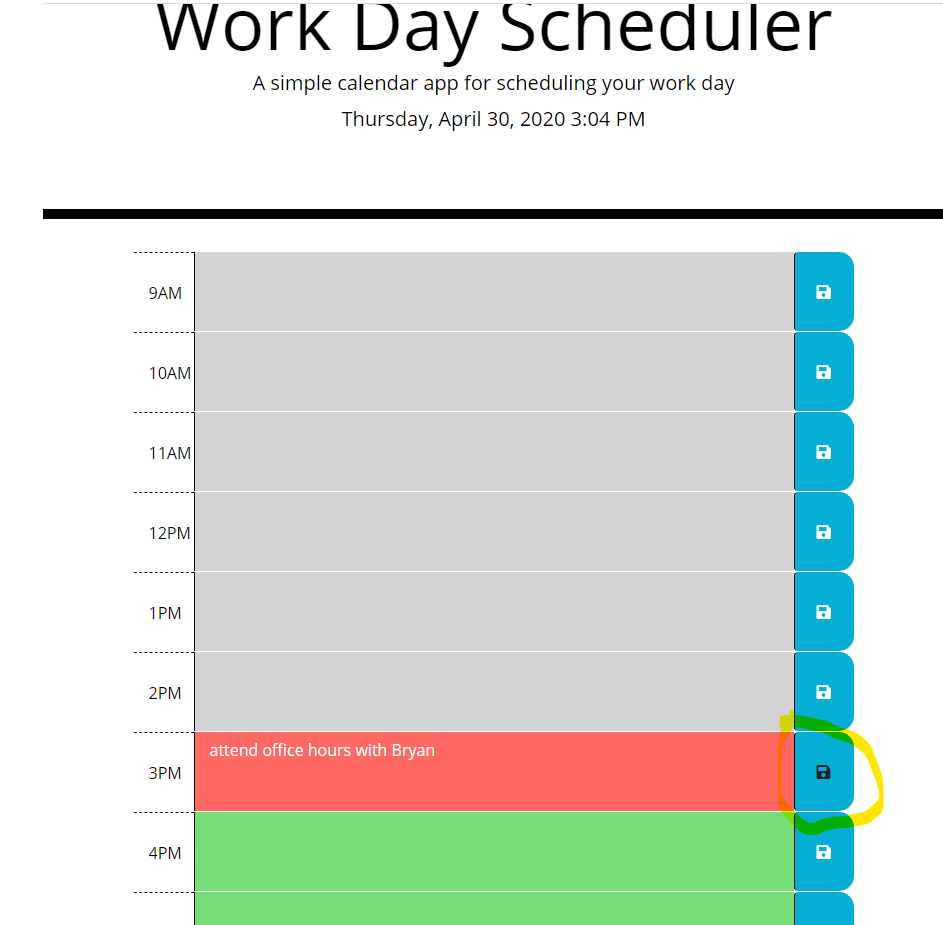 Work Day Scheduler
A simple calendar app for scheduling your work day
Thursday, April 30, 2020 3:04 PM
9AM
10AM
11AM
12PM
1PM
2PM
attend office hours with Bryan
3PM
4PM